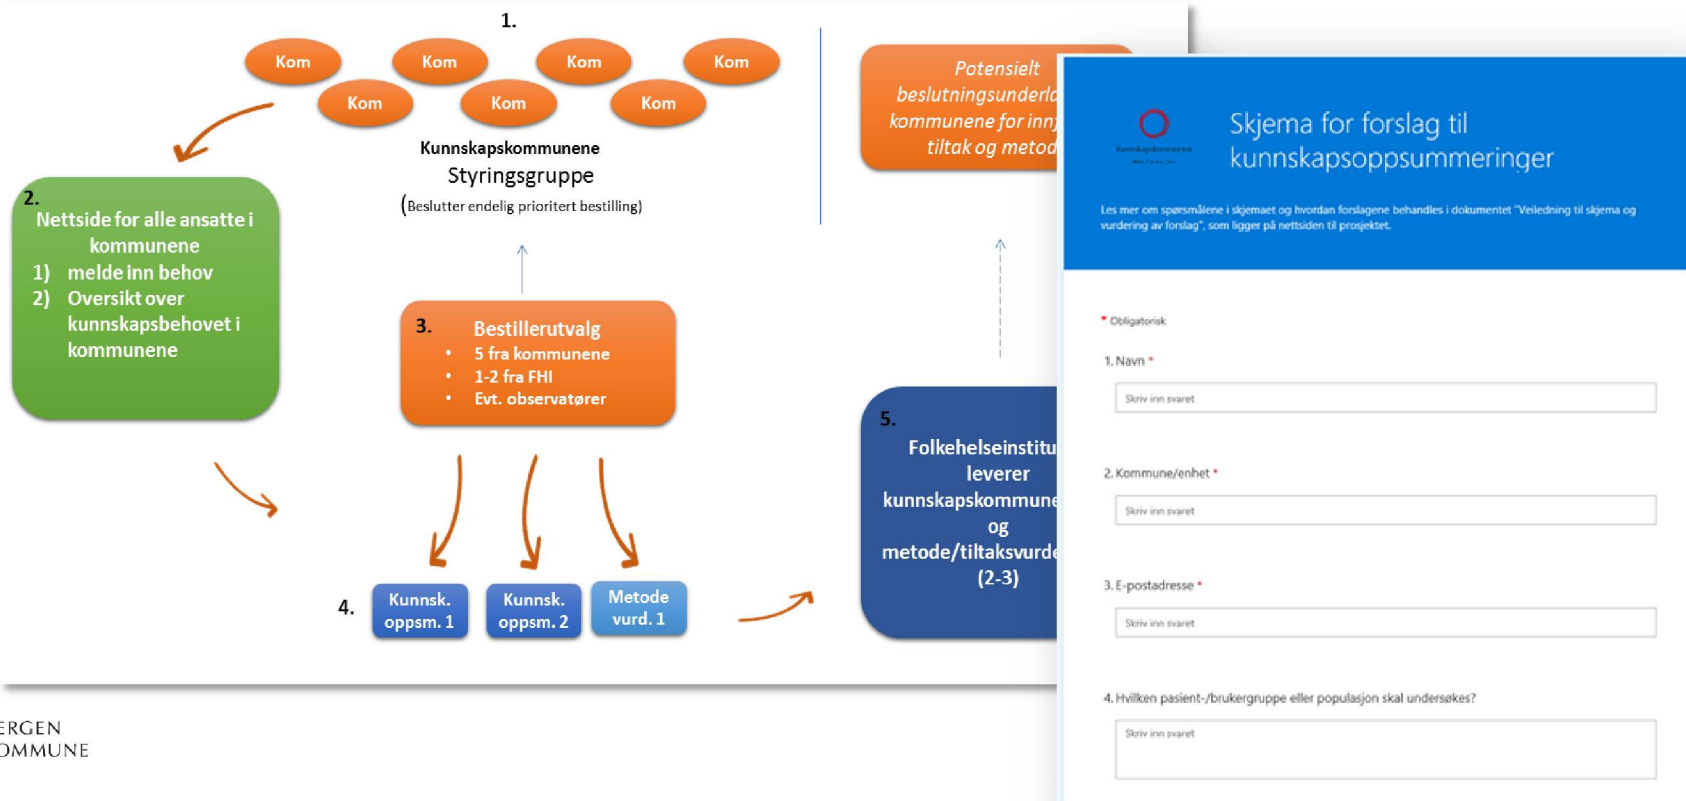 1.
Kom
Kom
Kom
Kom
Kom
Kom
Kom
Kunnskapskommunene
Styringsgruppe
(Beslutter endelig prioritert bestilling)
2.
Nettside for alle ansatte i
kommunene
1) melde inn behov
2) Oversikt over
kunnskapsbehovet i
kommunene
3. Bestillerutvalg
• 5 fra kommunene
• 1-2 fra FHI
• Evt. observatører
4.
Kunnsk.
oppsm. 1
Kunnsk.
oppsm. 2
Metode
vurd. 1
Potensielt
beslutningsunderla
kommunene for innf
tiltak og metod
5.
Folkehelseinstitu
leverer
kunnskapskommune
og
metode/tiltaksvurde
(2-3)
ERGEN
OMMUNE
Skjema for forslag til
kunnskapsoppsummeringer
Les mer om spørsmålene i skjemaet og hvordan forslagene behandles i dokumentet "Veiledning til skjema og
vurdering av forslag", som ligger på nettsiden til prosjektet.
* Obligatorisk
1. Navn *
Skriv inn svaret
2. Kommune/enhet *
Skriv inn svaret
3. E-postadresse *
Skriv inn svaret
4. Hvilken pasient-/brukergruppe eller populasjon skal undersøkes?
Skriv inn svaret